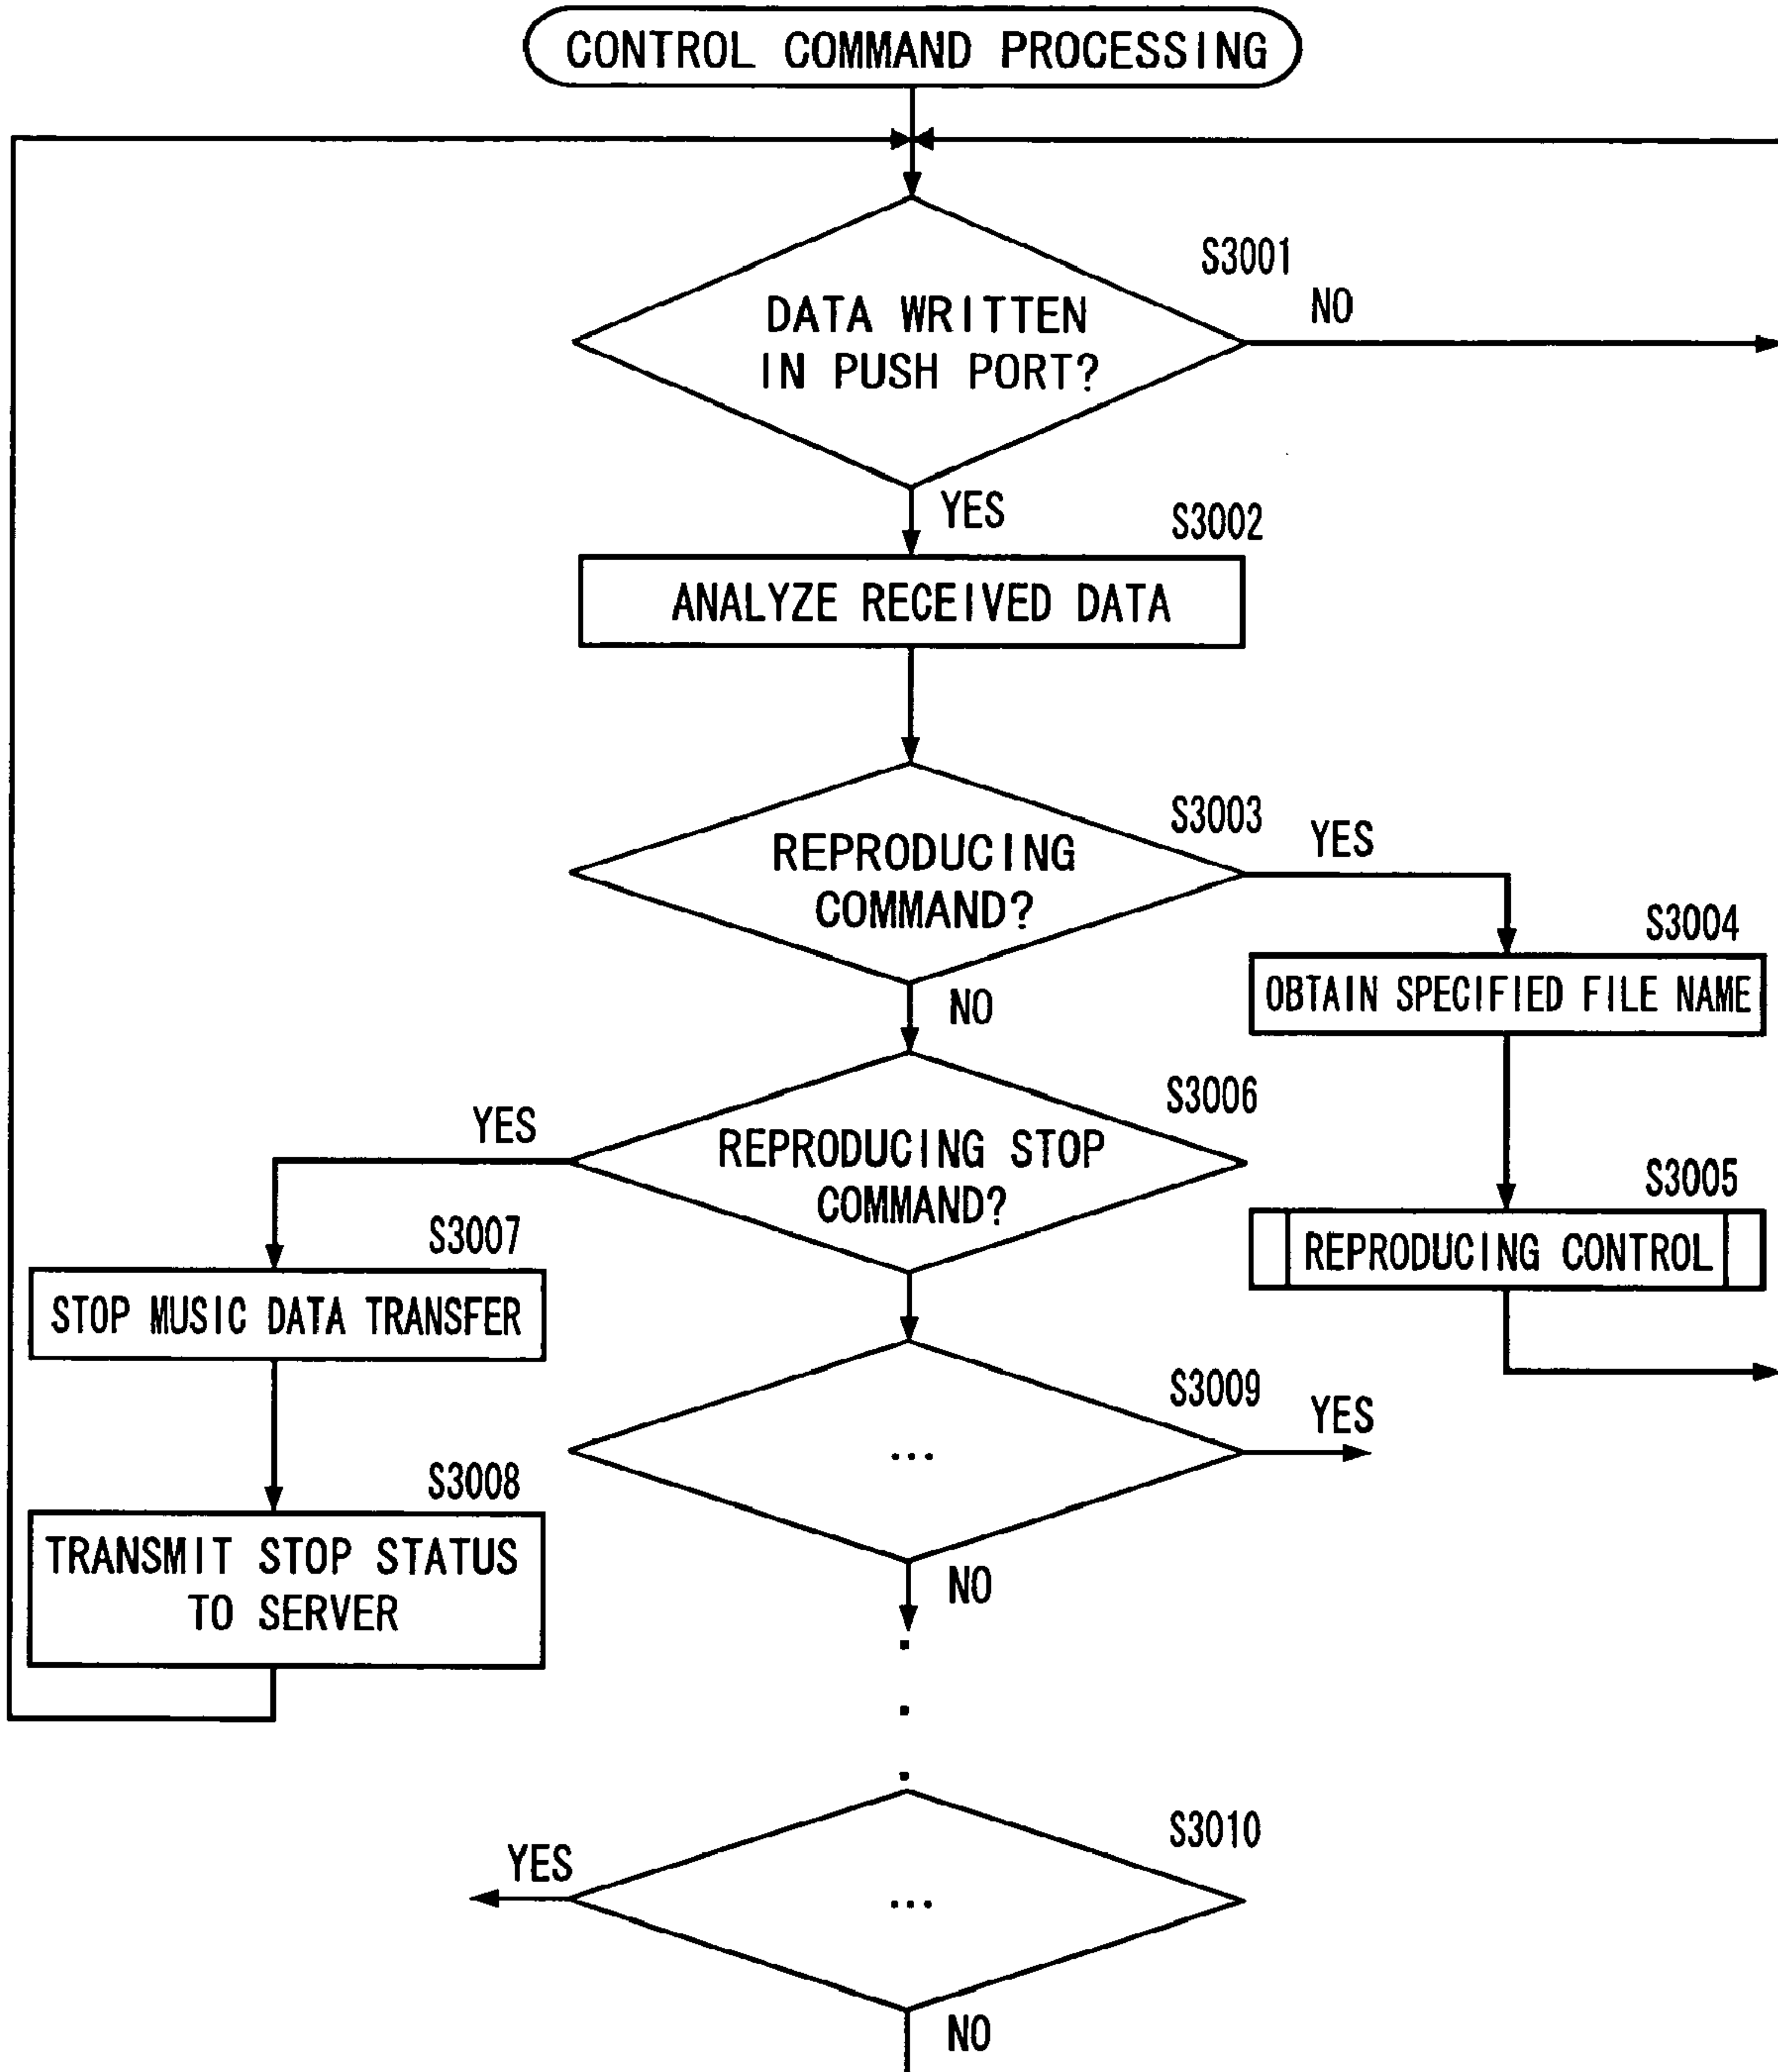 CONTROL COMMAND PROCESSING
S3001
DATA WRITTEN
IN PUSH PORT?
NO
YES
S3002
ANALYZE RECEIVED DATA
S3003
REPRODUCING
COMMAND?
YES
S3004
OBTAIN SPECIFIED FILE NAME
NO
S3006
YES
REPRODUCING STOP
COMMAND?
S3005
REPRODUCING CONTROL
S3007
STOP MUSIC DATA TRANSFER
S3009
YES
...
S3008
TRANSMIT STOP STATUS
TO SERVER
NO
S3010
YES
...
NO